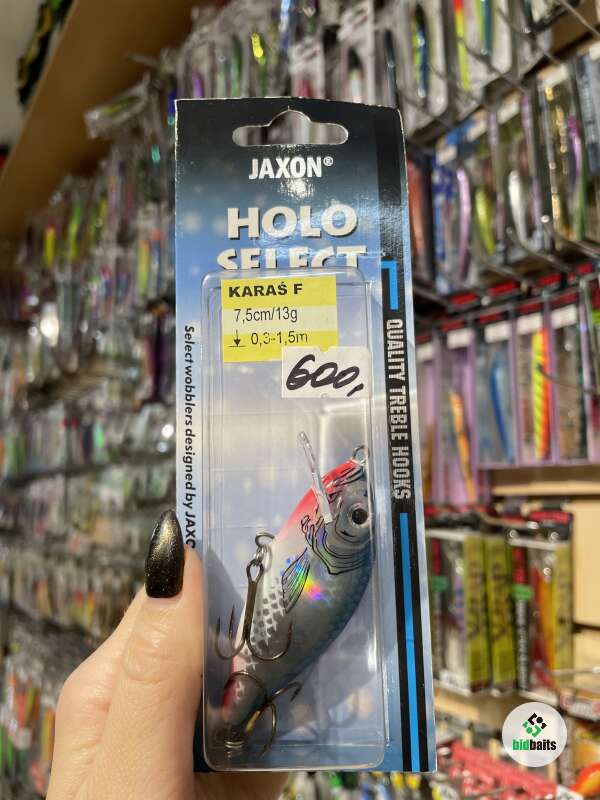 JAXON®
HOLO
SELECT
KARAŚ F
7,5cm/13g
0,3-1,5m
600,
QUALITY TREBLE HOOKS
Select wobblers designed by JAXO
bidbaits